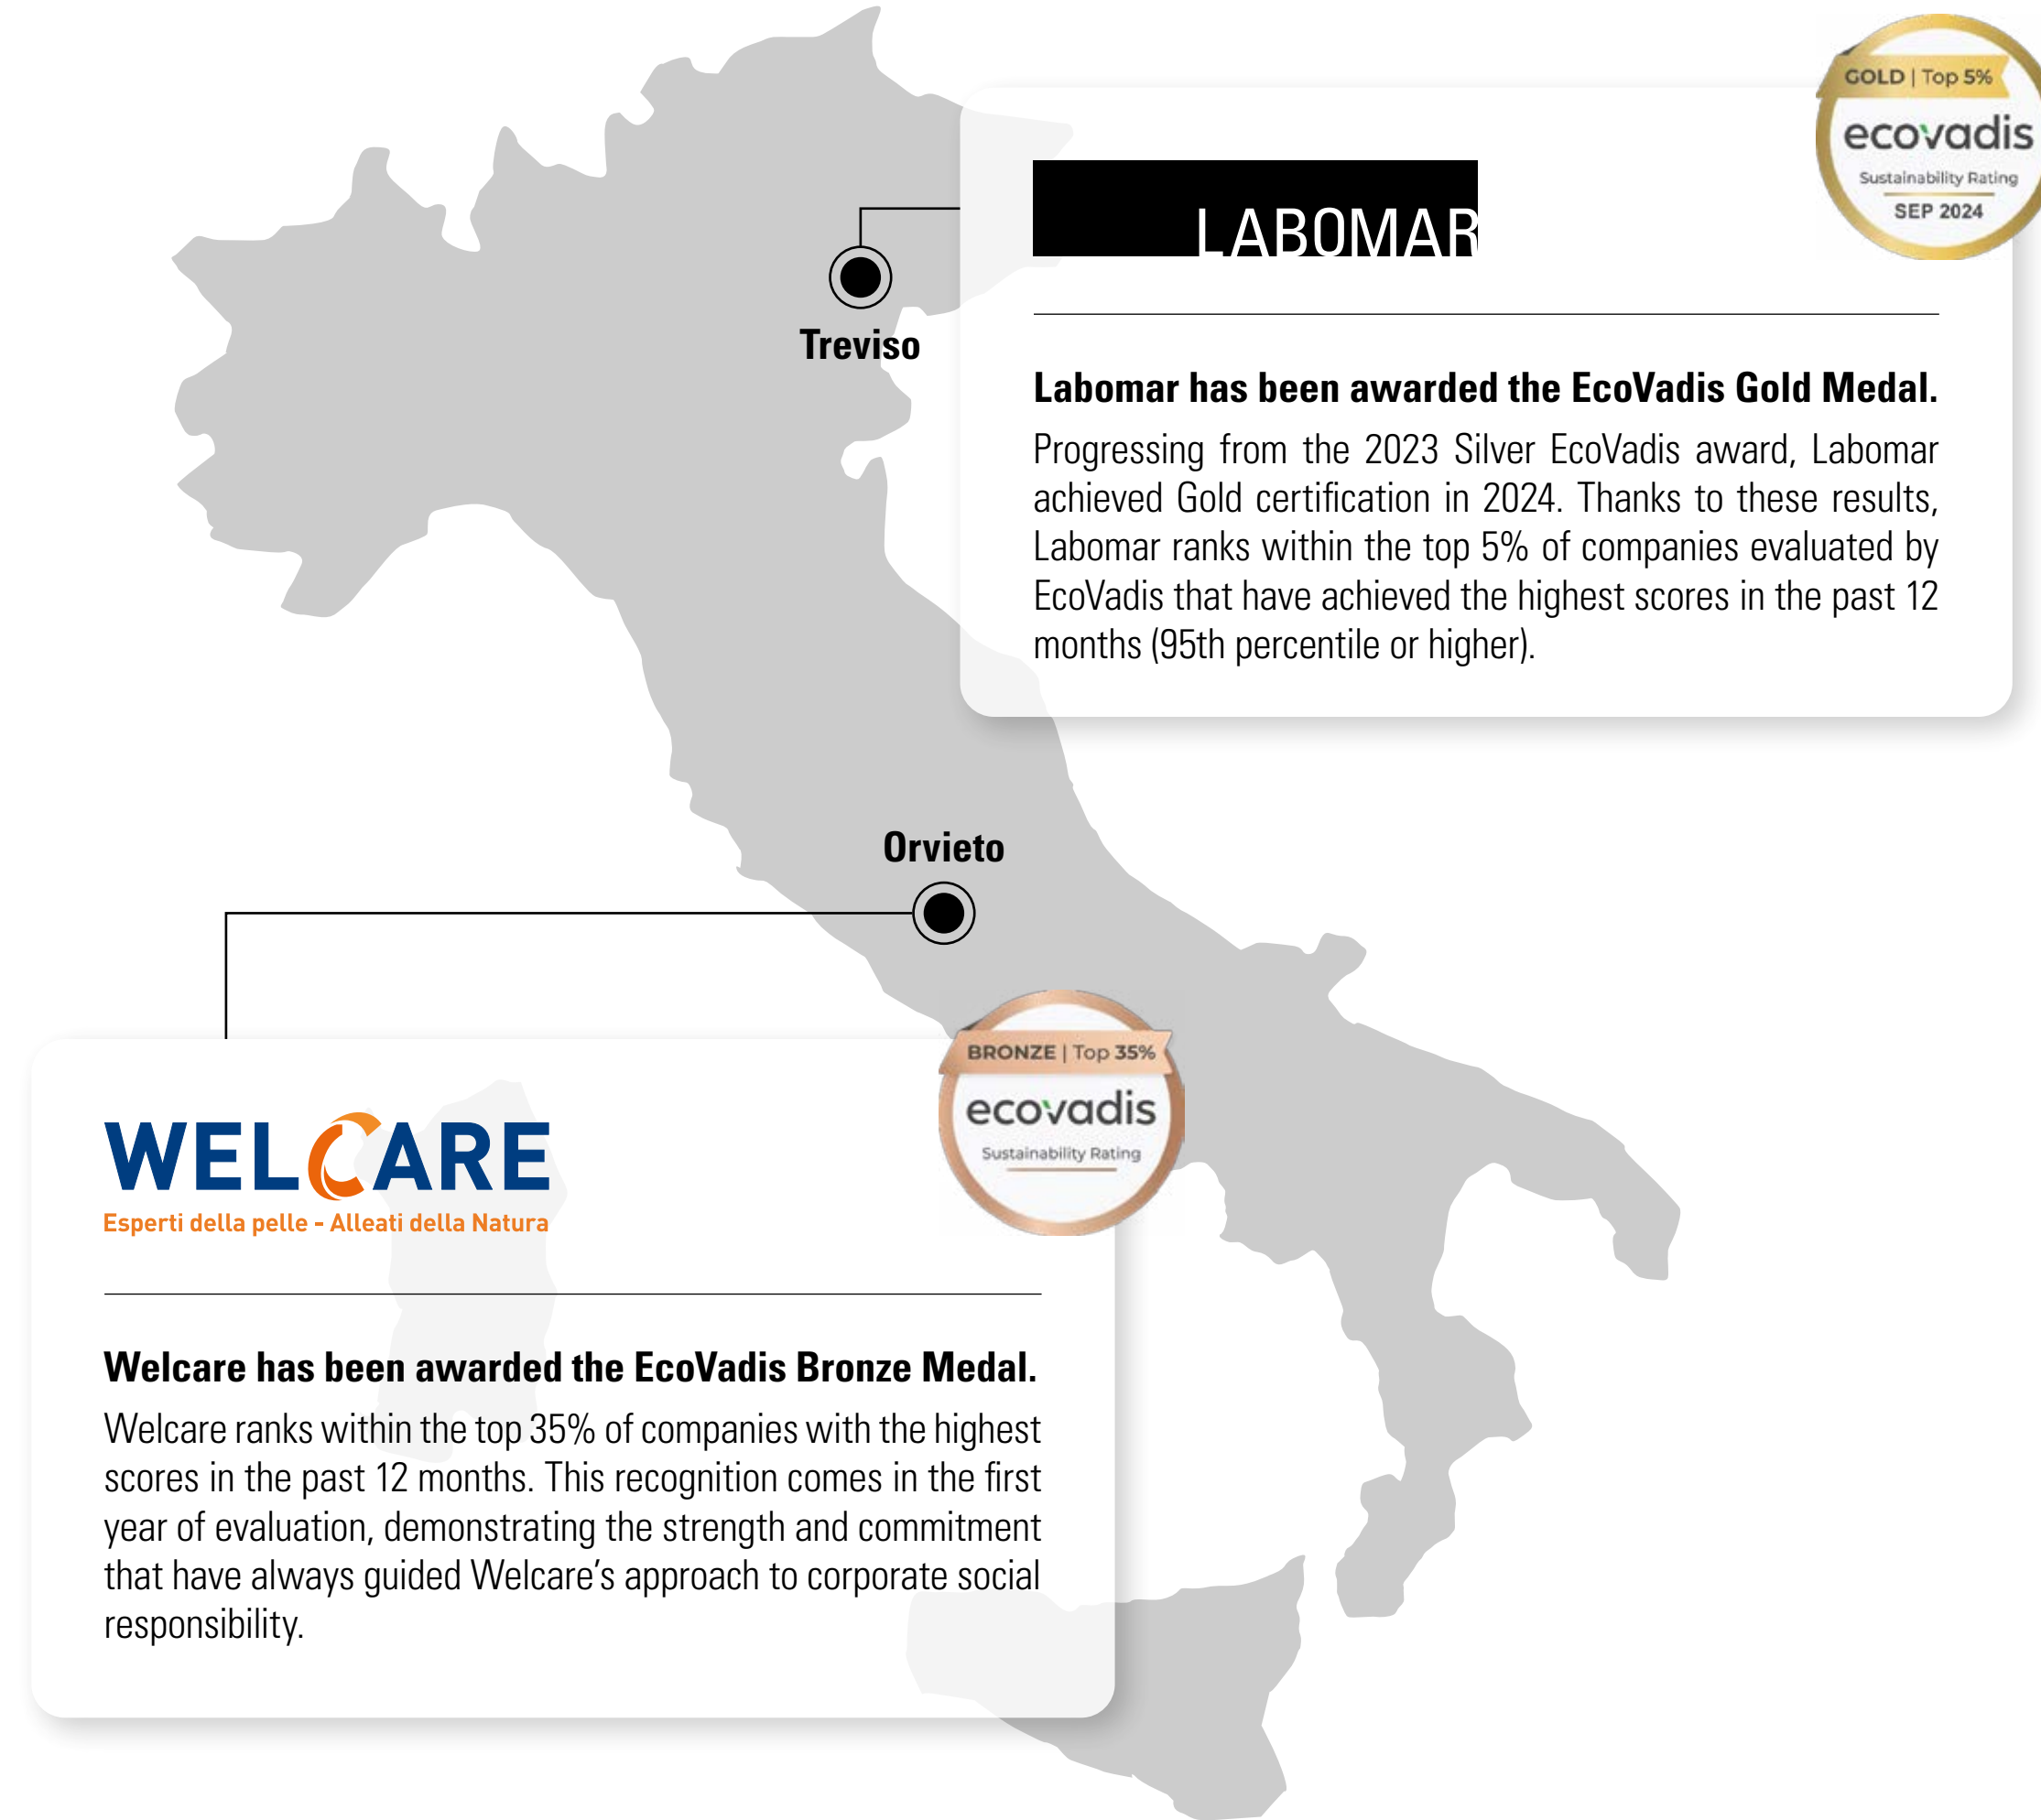 GOLD | Top 5%
ecovadis
Sustainability Rating
SEP 2024
LABOMAR
Treviso
Labomar has been awarded the EcoVadis Gold Medal.
Progressing from the 2023 Silver EcoVadis award, Labomar
achieved Gold certification in 2024. Thanks to these results,
Labomar ranks within the top 5% of companies evaluated by
EcoVadis that have achieved the highest scores in the past 12
months (95th percentile or higher).
Orvieto
BRONZE | Top 35%
ecovadis
Sustainability Rating
WELCARE
Esperti della pelle - Alleati della Natura
Welcare has been awarded the EcoVadis Bronze Medal.
Welcare ranks within the top 35% of companies with the highest
scores in the past 12 months. This recognition comes in the first
year of evaluation, demonstrating the strength and commitment
that have always guided Welcare’s approach to corporate social
responsibility.